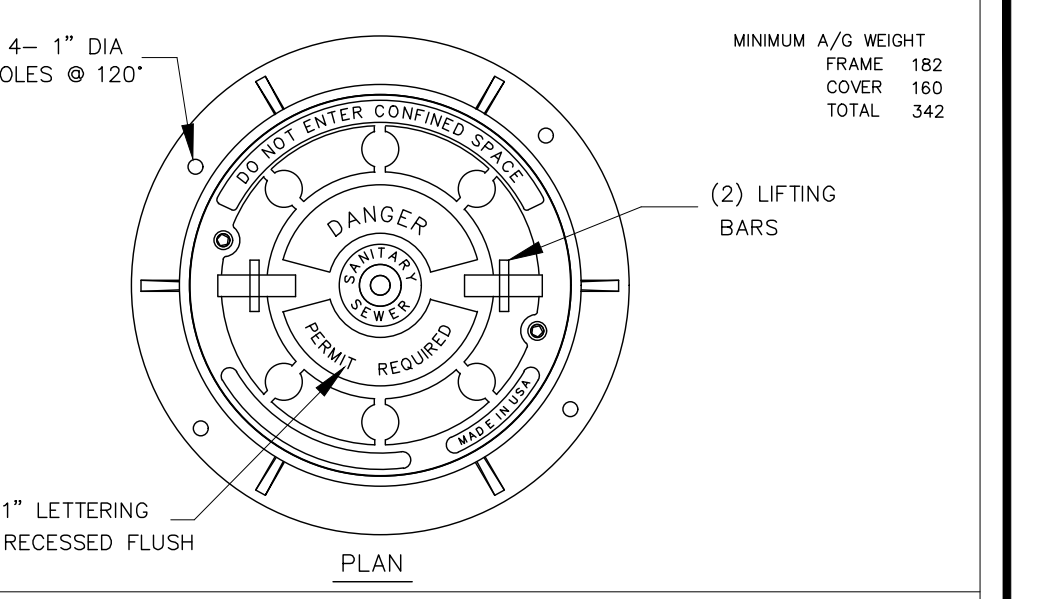 4– 1” DIA
OLES @ 120°
MINIMUM A/G WEIGHT
FRAME 182
COVER 160
TOTAL 342
DO NOT ENTER CONFINED SPACE
DANGER
SANITARY
SEWER
PERMIT REQUIRED
MADE IN USA
(2) LIFTING
BARS
1” LETTERING
RECESSED FLUSH
PLAN